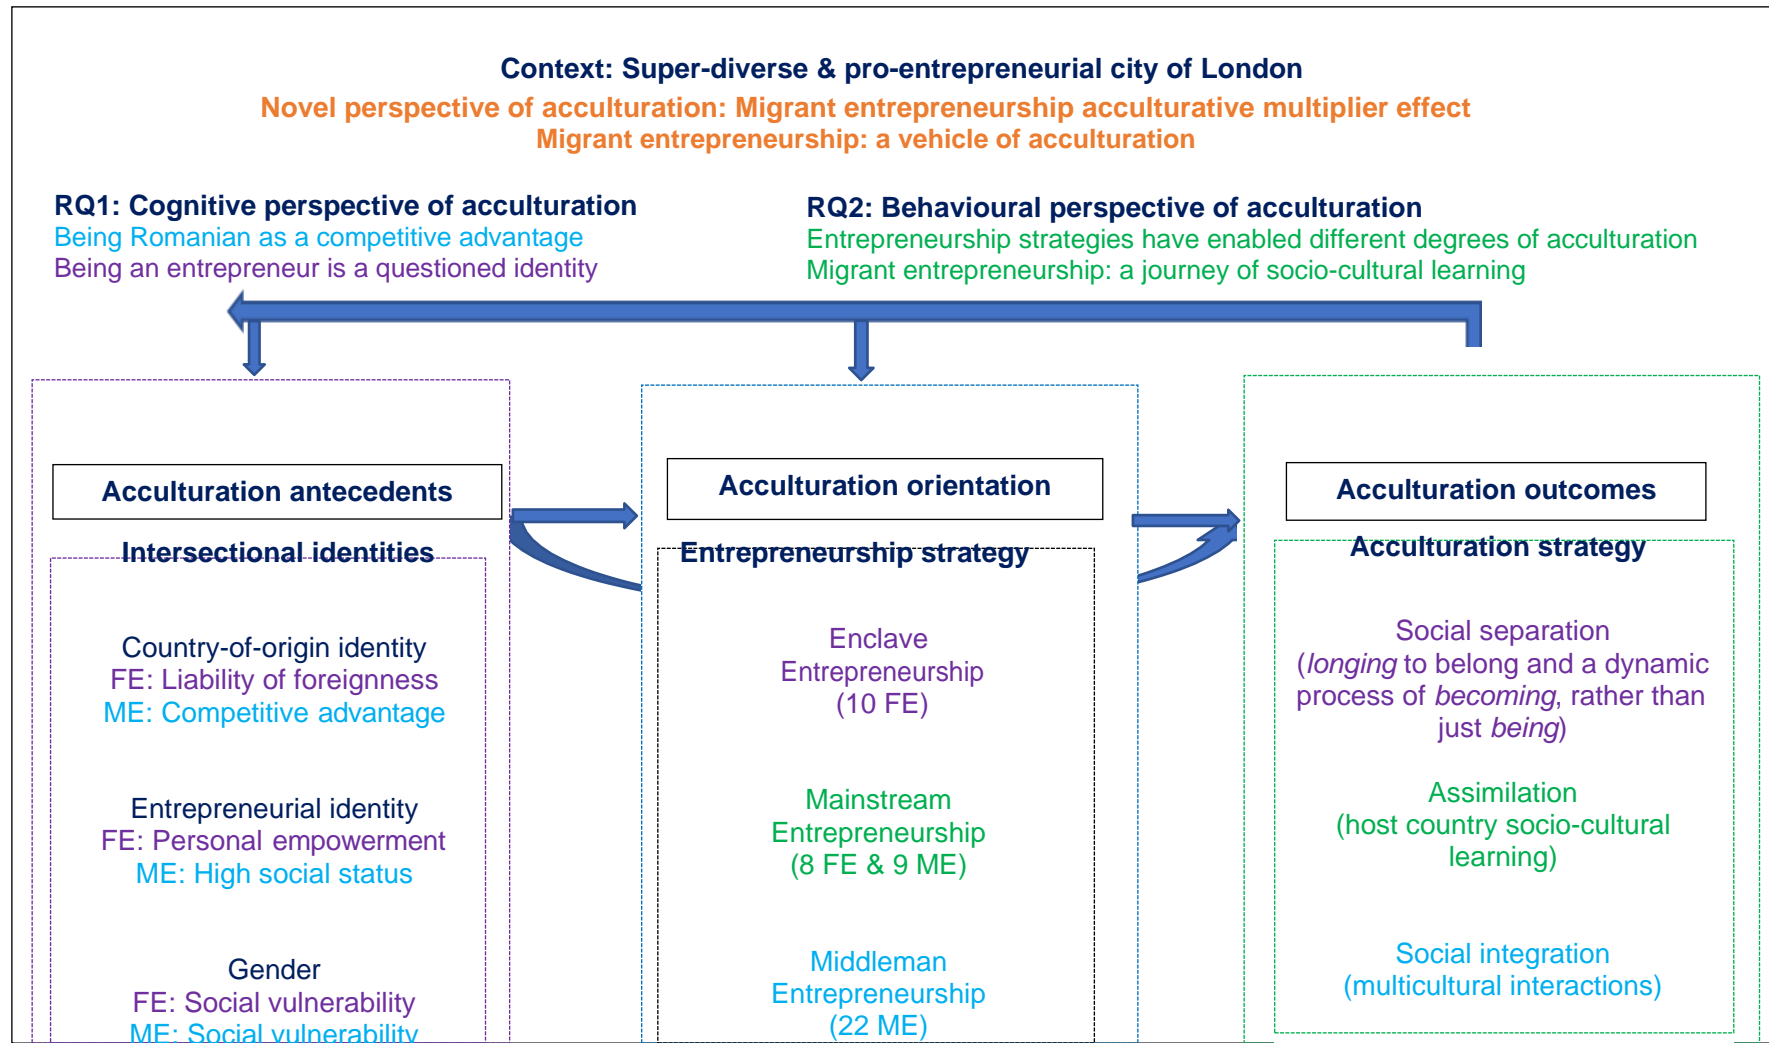 Context: Super-diverse & pro-entrepreneurial city of London
Novel perspective of acculturation: Migrant entrepreneurship acculturative multiplier effect
Migrant entrepreneurship: a vehicle of acculturation
RQ1: Cognitive perspective of acculturation
Being Romanian as a competitive advantage
Being an entrepreneur is a questioned identity
RQ2: Behavioural perspective of acculturation
Entrepreneurship strategies have enabled different degrees of acculturation
Migrant entrepreneurship: a journey of socio-cultural learning
Acculturation antecedents
Intersectional identities
Country-of-origin identity
FE: Liability of foreignness
ME: Competitive advantage
Entrepreneurial identity
FE: Personal empowerment
ME: High social status
Gender
FE: Social vulnerability
ME: Social vulnerability
Acculturation orientation
Entrepreneurship strategy
Enclave
Entrepreneurship
(10 FE)
Mainstream
Entrepreneurship
(8 FE & 9 ME)
Middleman
Entrepreneurship
(22 ME)
Acculturation outcomes
Acculturation strategy
Social separation
(longing to belong and a dynamic
process of becoming, rather than
just being)
Assimilation
(host country socio-cultural
learning)
Social integration
(multicultural interactions)